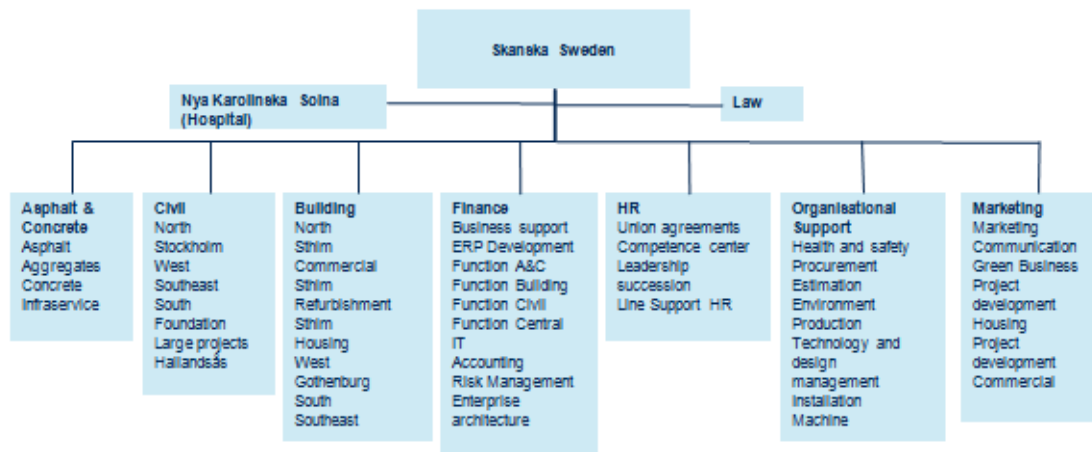 Skanska Sweden
Nya Karolinska Solna
(Hospital)
Law
Asphalt &
Concrete
Asphalt
Aggregates
Concrete
Infraservice
Civil
North
Stockholm
West
Southeast
South
Foundation
Large projects
Hallandsås
Building
North
Sthlm
Commercial
Sthlm
Refurbishment
Sthlm
Housing
West
Gothenburg
South
Southeast
Finance
Business support
ERP Development
Function A&C
Function Building
Function Civil
Function Central
IT
Accounting
Risk Management
Enterprise
architecture
HR
Union agreements
Competence center
Leadership
succession
Line Support HR
Organisational
Support
Health and safety
Procurement
Estimation
Environment
Production
Technology and
design
management
Installation
Machine
Marketing
Marketing
Communication
Green Business
Project
development
Housing
Project
development
Commercial